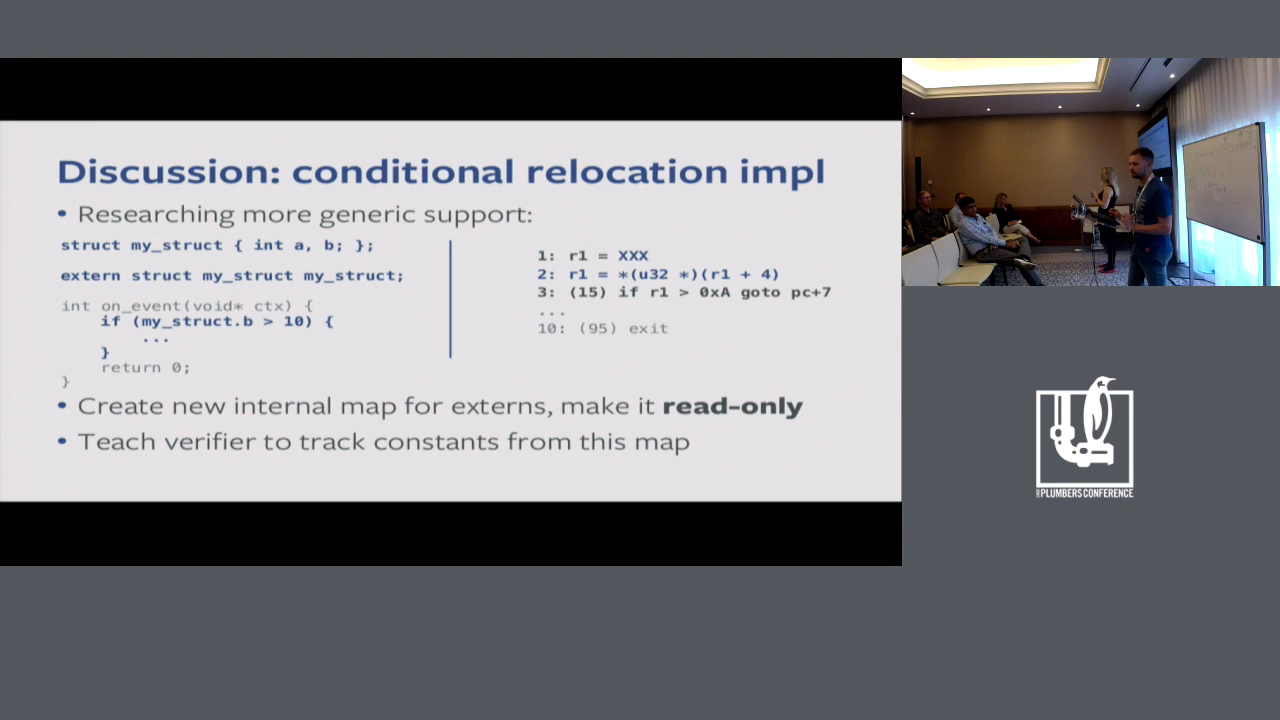 Discussion: conditional relocation impl
• Researching more generic support:
struct my_struct { int a, b; };
extern struct my_struct my_struct;
int on_event(void* ctx) {
if (my_struct.b > 10) {
...
}
return 0;
}
1: r1 = XXX
2: r1 = *(u32 *)(r1 + 4)
3: (15) if r1 > 0xA goto pc+7
...
10: (95) exit
• Create new internal map for externs, make it read-only
• Teach verifier to track constants from this map
PLUMBERS CONFERENCE